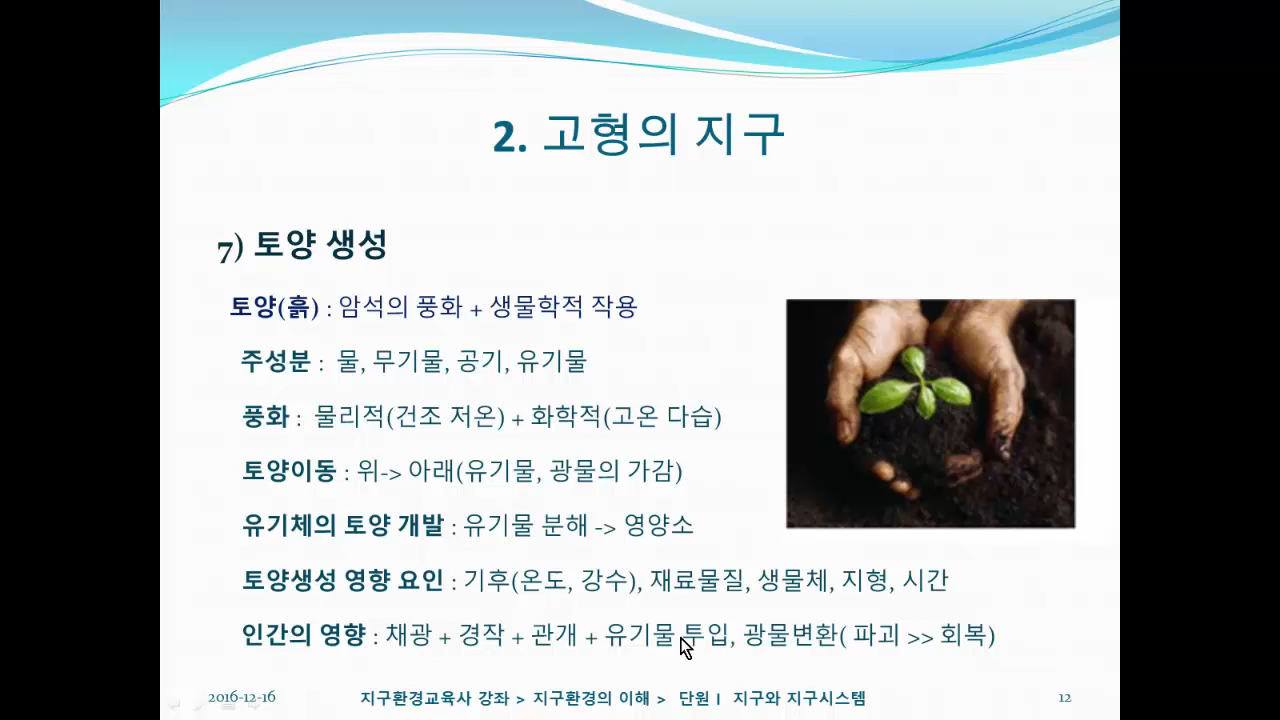 2. 고형의 지구
7) 토양 생성
토양(흙) : 암석의 풍화 + 생물학적 작용
주성분 : 물, 무기물, 공기, 유기물
풍화 : 물리적(건조 저온) + 화학적(고온 다습)
토양이동 : 위-> 아래(유기물, 광물의 가감)
유기체의 토양 개발 : 유기물 분해 -> 영양소
토양생성 영향 요인 : 기후(온도, 강수), 재료물질, 생물체, 지형, 시간
인간의 영향 : 채광 + 경작 + 관개 + 유기물 투입, 광물변환( 파괴 >> 회복)
2016-12-16 지구환경교육사 강좌 > 지구환경의 이해 > 단원 I 지구와 지구시스템 12